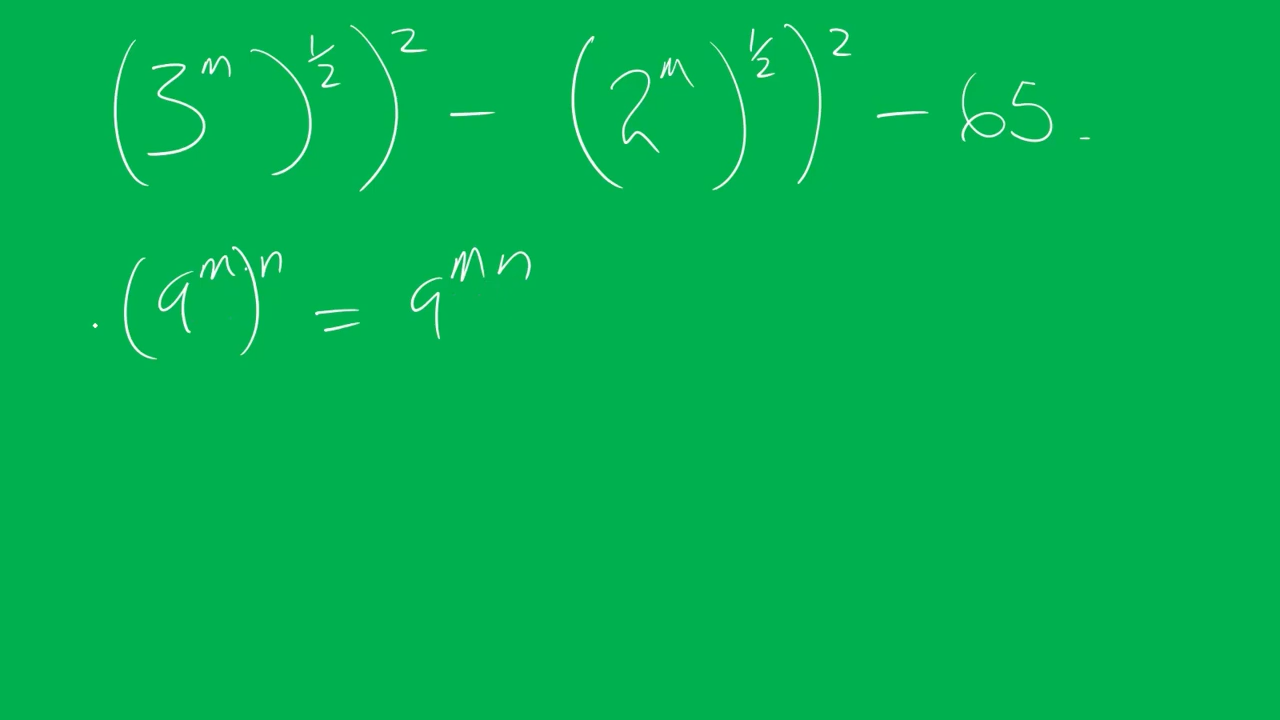 (3^m)^½)^2 − (2^m)^½)^2 − 65.
· (a^m)^n = a^mn